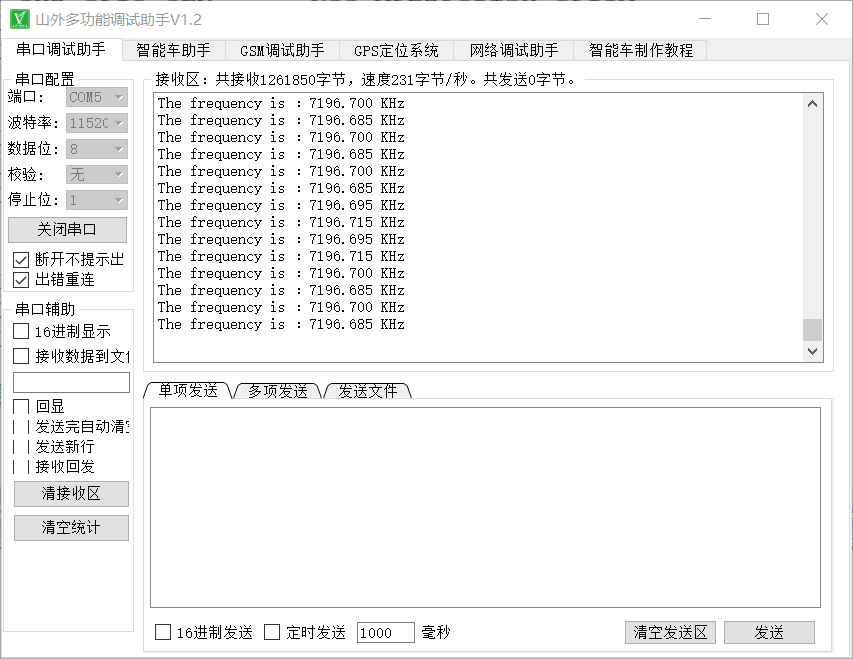 山外多功能调试助手V1.2
串口调试助手 智能车助手 GSM调试助手 GPS定位系统 网络调试助手 智能车制作教程
串口配置
端口: COM5
波特率: 11520
数据位: 8
校验: 无
停止位: 1
关闭串口
断开不提示出
出错重连
串口辅助
16进制显示
接收数据到文
回显
发送完自动清
发送新行
接收回发
清接收区
清空统计
接收区: 共接收1261850字节，速度231字节/秒。共发送0字节。
The frequency is : 7196.700 KHz
The frequency is : 7196.685 KHz
The frequency is : 7196.700 KHz
The frequency is : 7196.685 KHz
The frequency is : 7196.700 KHz
The frequency is : 7196.685 KHz
The frequency is : 7196.695 KHz
The frequency is : 7196.715 KHz
The frequency is : 7196.695 KHz
The frequency is : 7196.715 KHz
The frequency is : 7196.700 KHz
The frequency is : 7196.685 KHz
The frequency is : 7196.700 KHz
The frequency is : 7196.685 KHz
单项发送 多项发送 发送文件
16进制发送 定时发送 1000 毫秒 清空发送区 发送